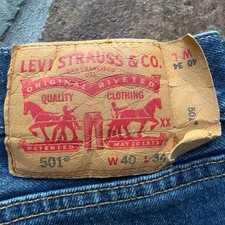 LEVI STRAUSS & CO.
SAN FRANCISCO
CAL.
ORIGINAL RIVETED
QUALITY CLOTHING
XX
PATENTED MAY 20 1873
501® W 40 L 34
40 34
W L
501